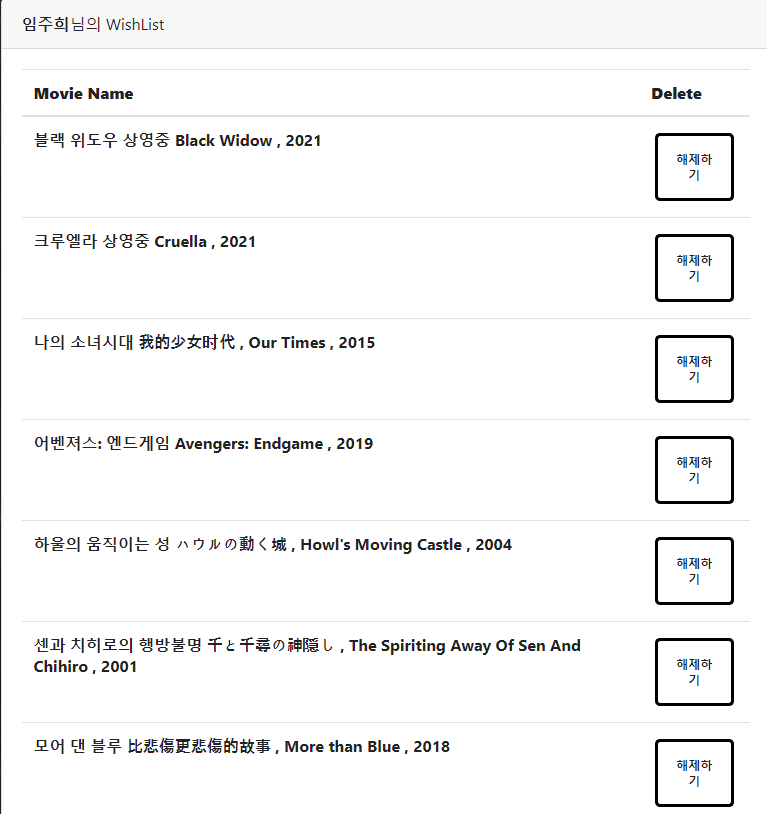 임주희님의 WishList
Movie Name Delete
블랙 위도우 상영중 Black Widow , 2021
해제하
기
크루엘라 상영중 Cruella , 2021
해제하
기
나의 소녀시대 我的少女时代 , Our Times , 2015
해제하
기
어벤져스: 엔드게임 Avengers: Endgame , 2019
해제하
기
하울의 움직이는 성 ハウルの動く城 , Howl's Moving Castle , 2004
해제하
기
센과 치히로의 행방불명 千と千尋の神隠し , The Spiriting Away Of Sen And
Chihiro , 2001
해제하
기
모어 댄 블루 比悲傷更悲傷的故事 , More than Blue , 2018
해제하
기